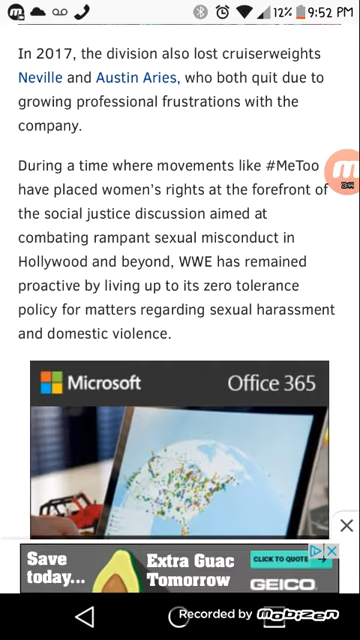 12% 9:52 PM
In 2017, the division also lost cruiserweights
Neville and Austin Aries, who both quit due to
growing professional frustrations with the
company.
During a time where movements like #MeToo
have placed women's rights at the forefront of
the social justice discussion aimed at
combating rampant sexual misconduct in
Hollywood and beyond, WWE has remained
proactive by living up to its zero tolerance
policy for matters regarding sexual harassment
and domestic violence.
Microsoft Office 365
Save
today...
Extra Guac
Tomorrow
CLICK TO QUOTE
GEICO
Recorded by Mobizen